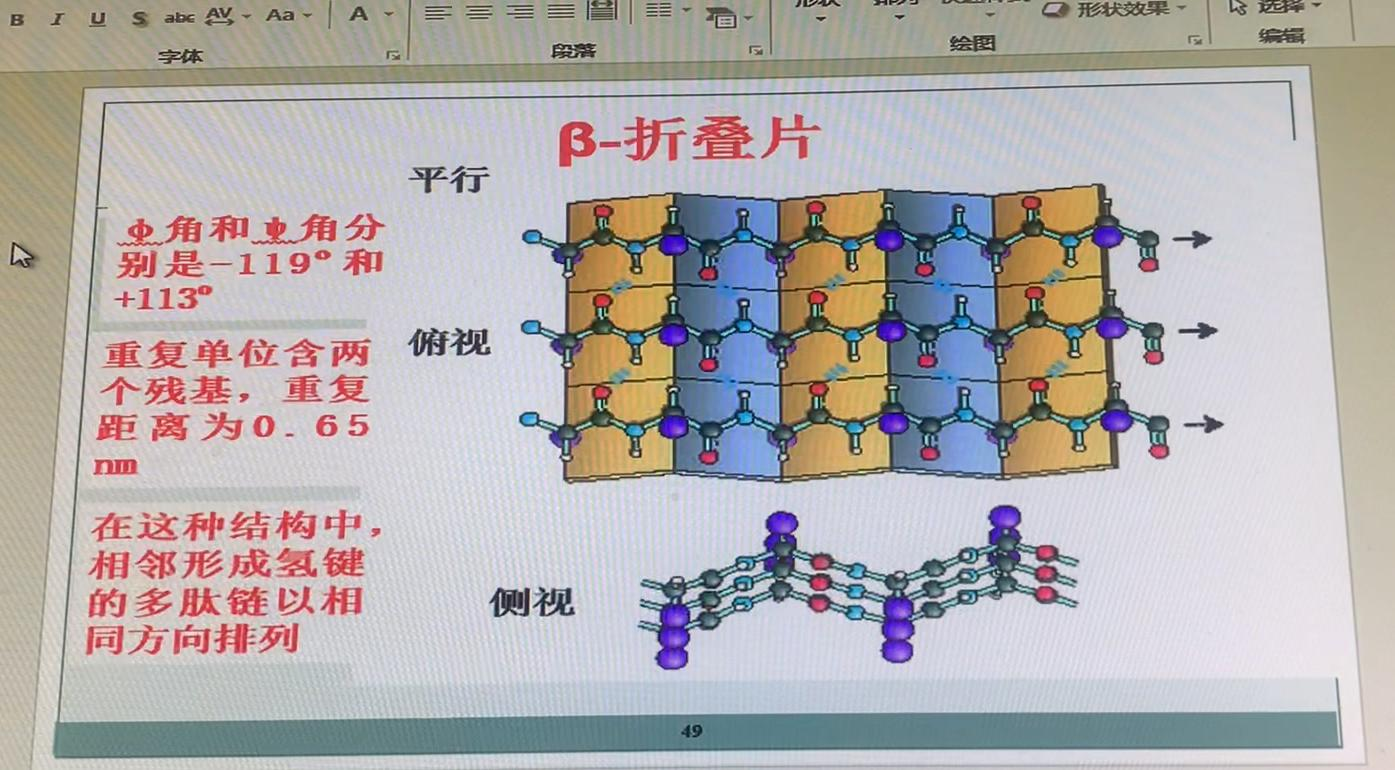 B I U S abc AV Aa A
形状效果
选择
字体
段落
绘图
编辑
β-折叠片
平行
Φ角和Ψ角分
别是-119°和
+113°
俯视
重复单位含两
个残基，重复
距离为0.65
nm
在这种结构中，
相邻形成氢键
的多肽链以相
同方向排列
侧视
49